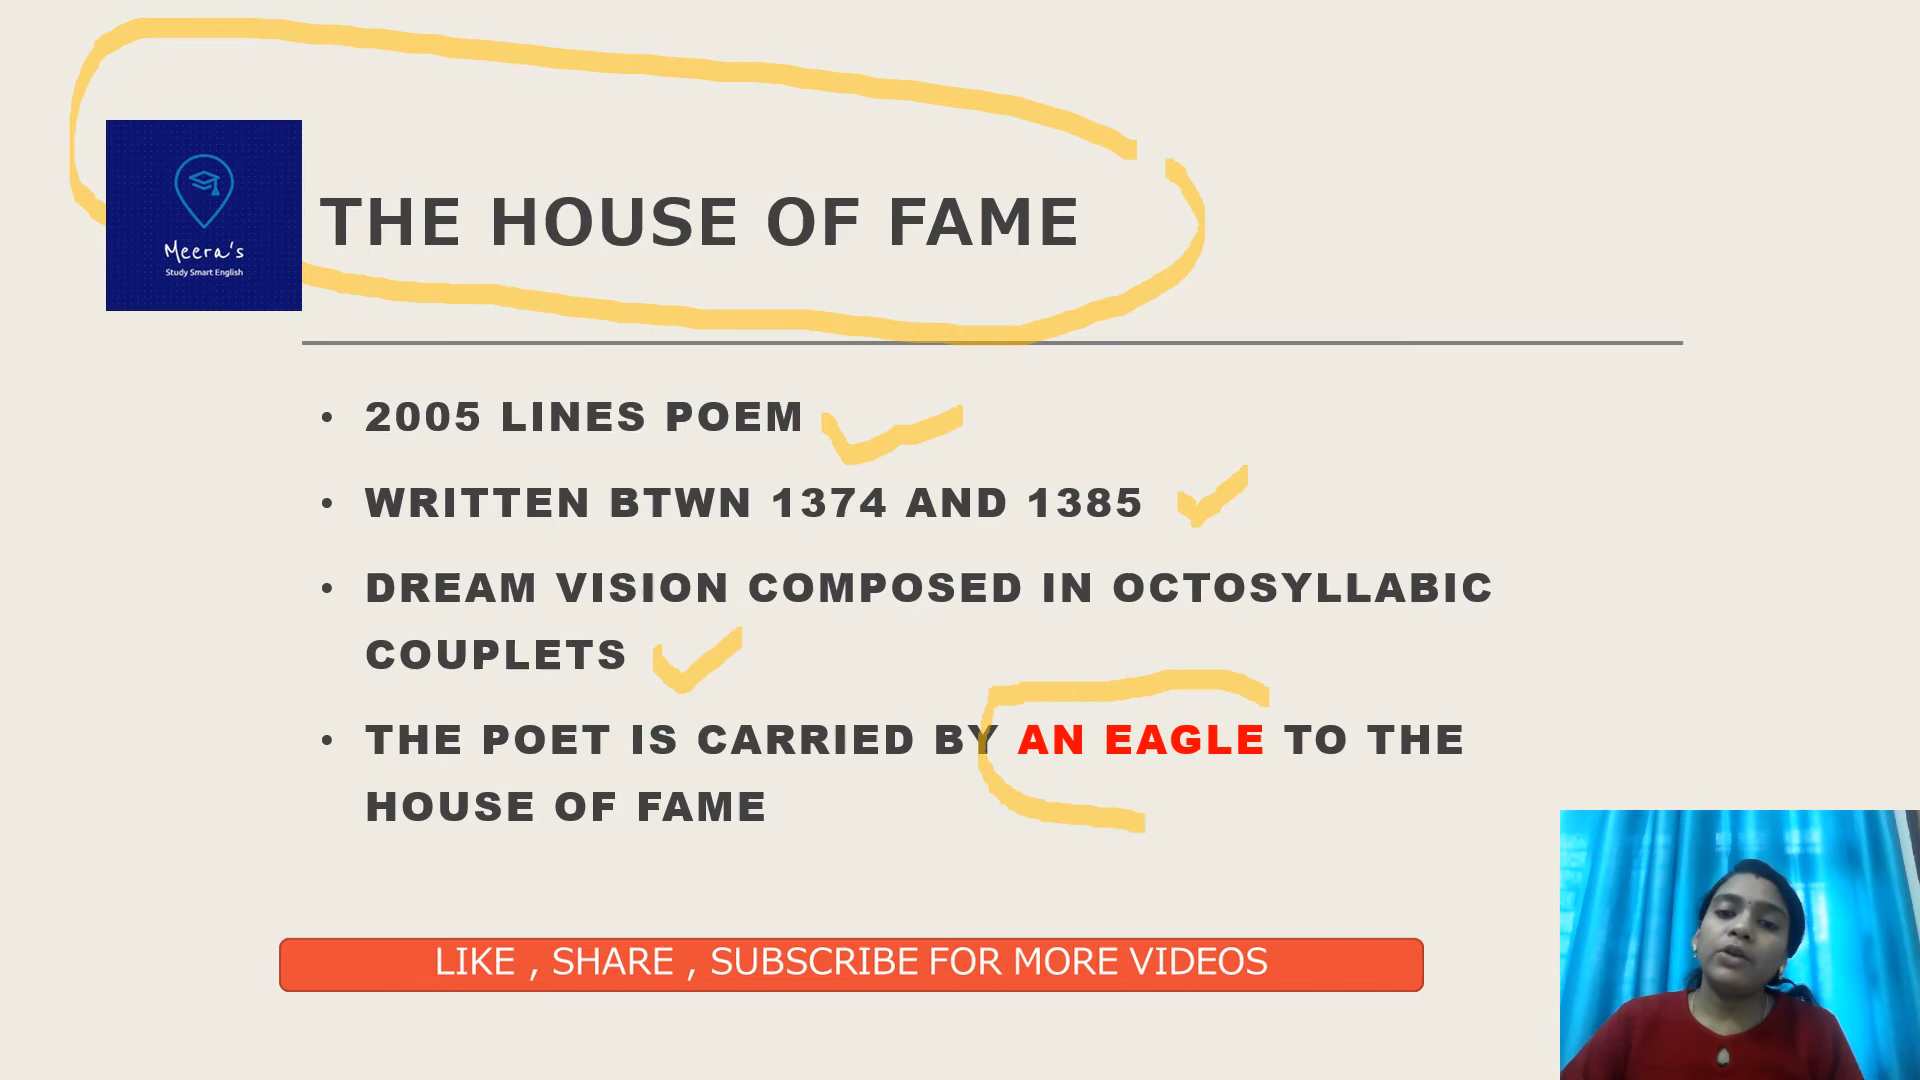 Meera's
Study Smart English
THE HOUSE OF FAME
• 2005 LINES POEM
• WRITTEN BTWN 1374 AND 1385
• DREAM VISION COMPOSED IN OCTOSYLLABIC
COUPLETS
• THE POET IS CARRIED BY AN EAGLE TO THE
HOUSE OF FAME
LIKE , SHARE , SUBSCRIBE FOR MORE VIDEOS